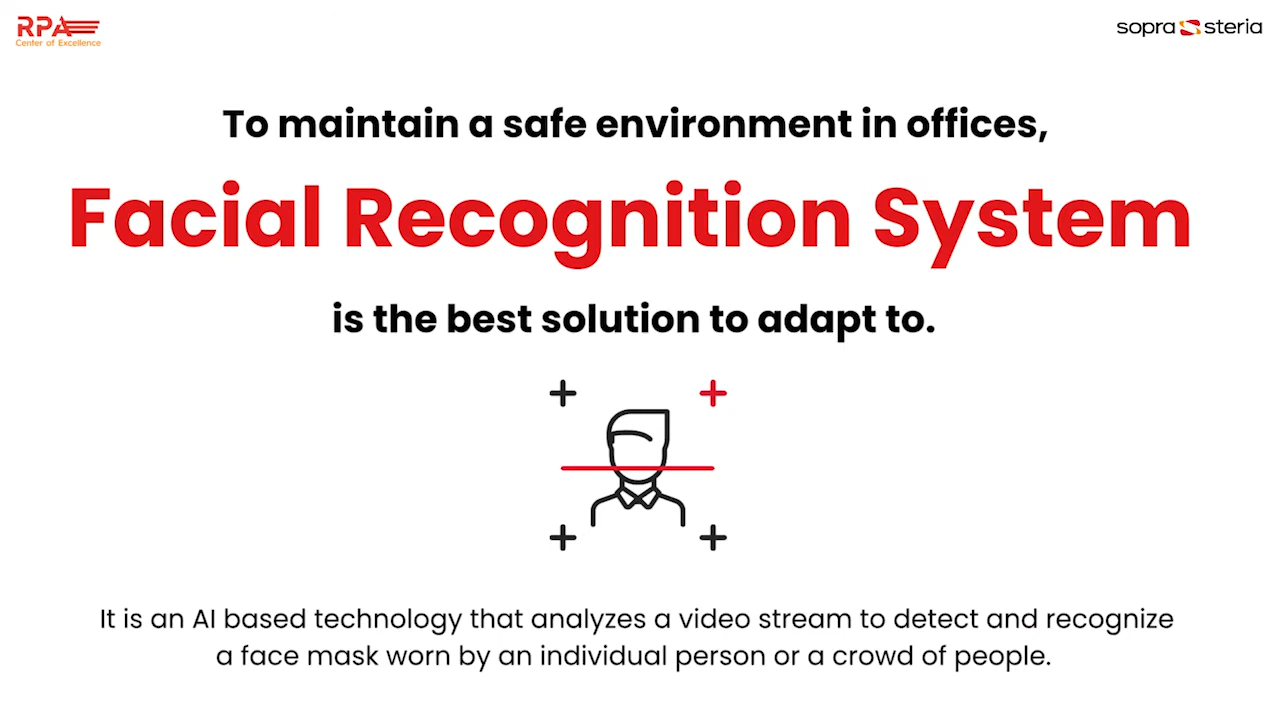 RPA
Center of Excellence
sopra steria
To maintain a safe environment in offices,
Facial Recognition System
is the best solution to adapt to.
It is an AI based technology that analyzes a video stream to detect and recognize
a face mask worn by an individual person or a crowd of people.